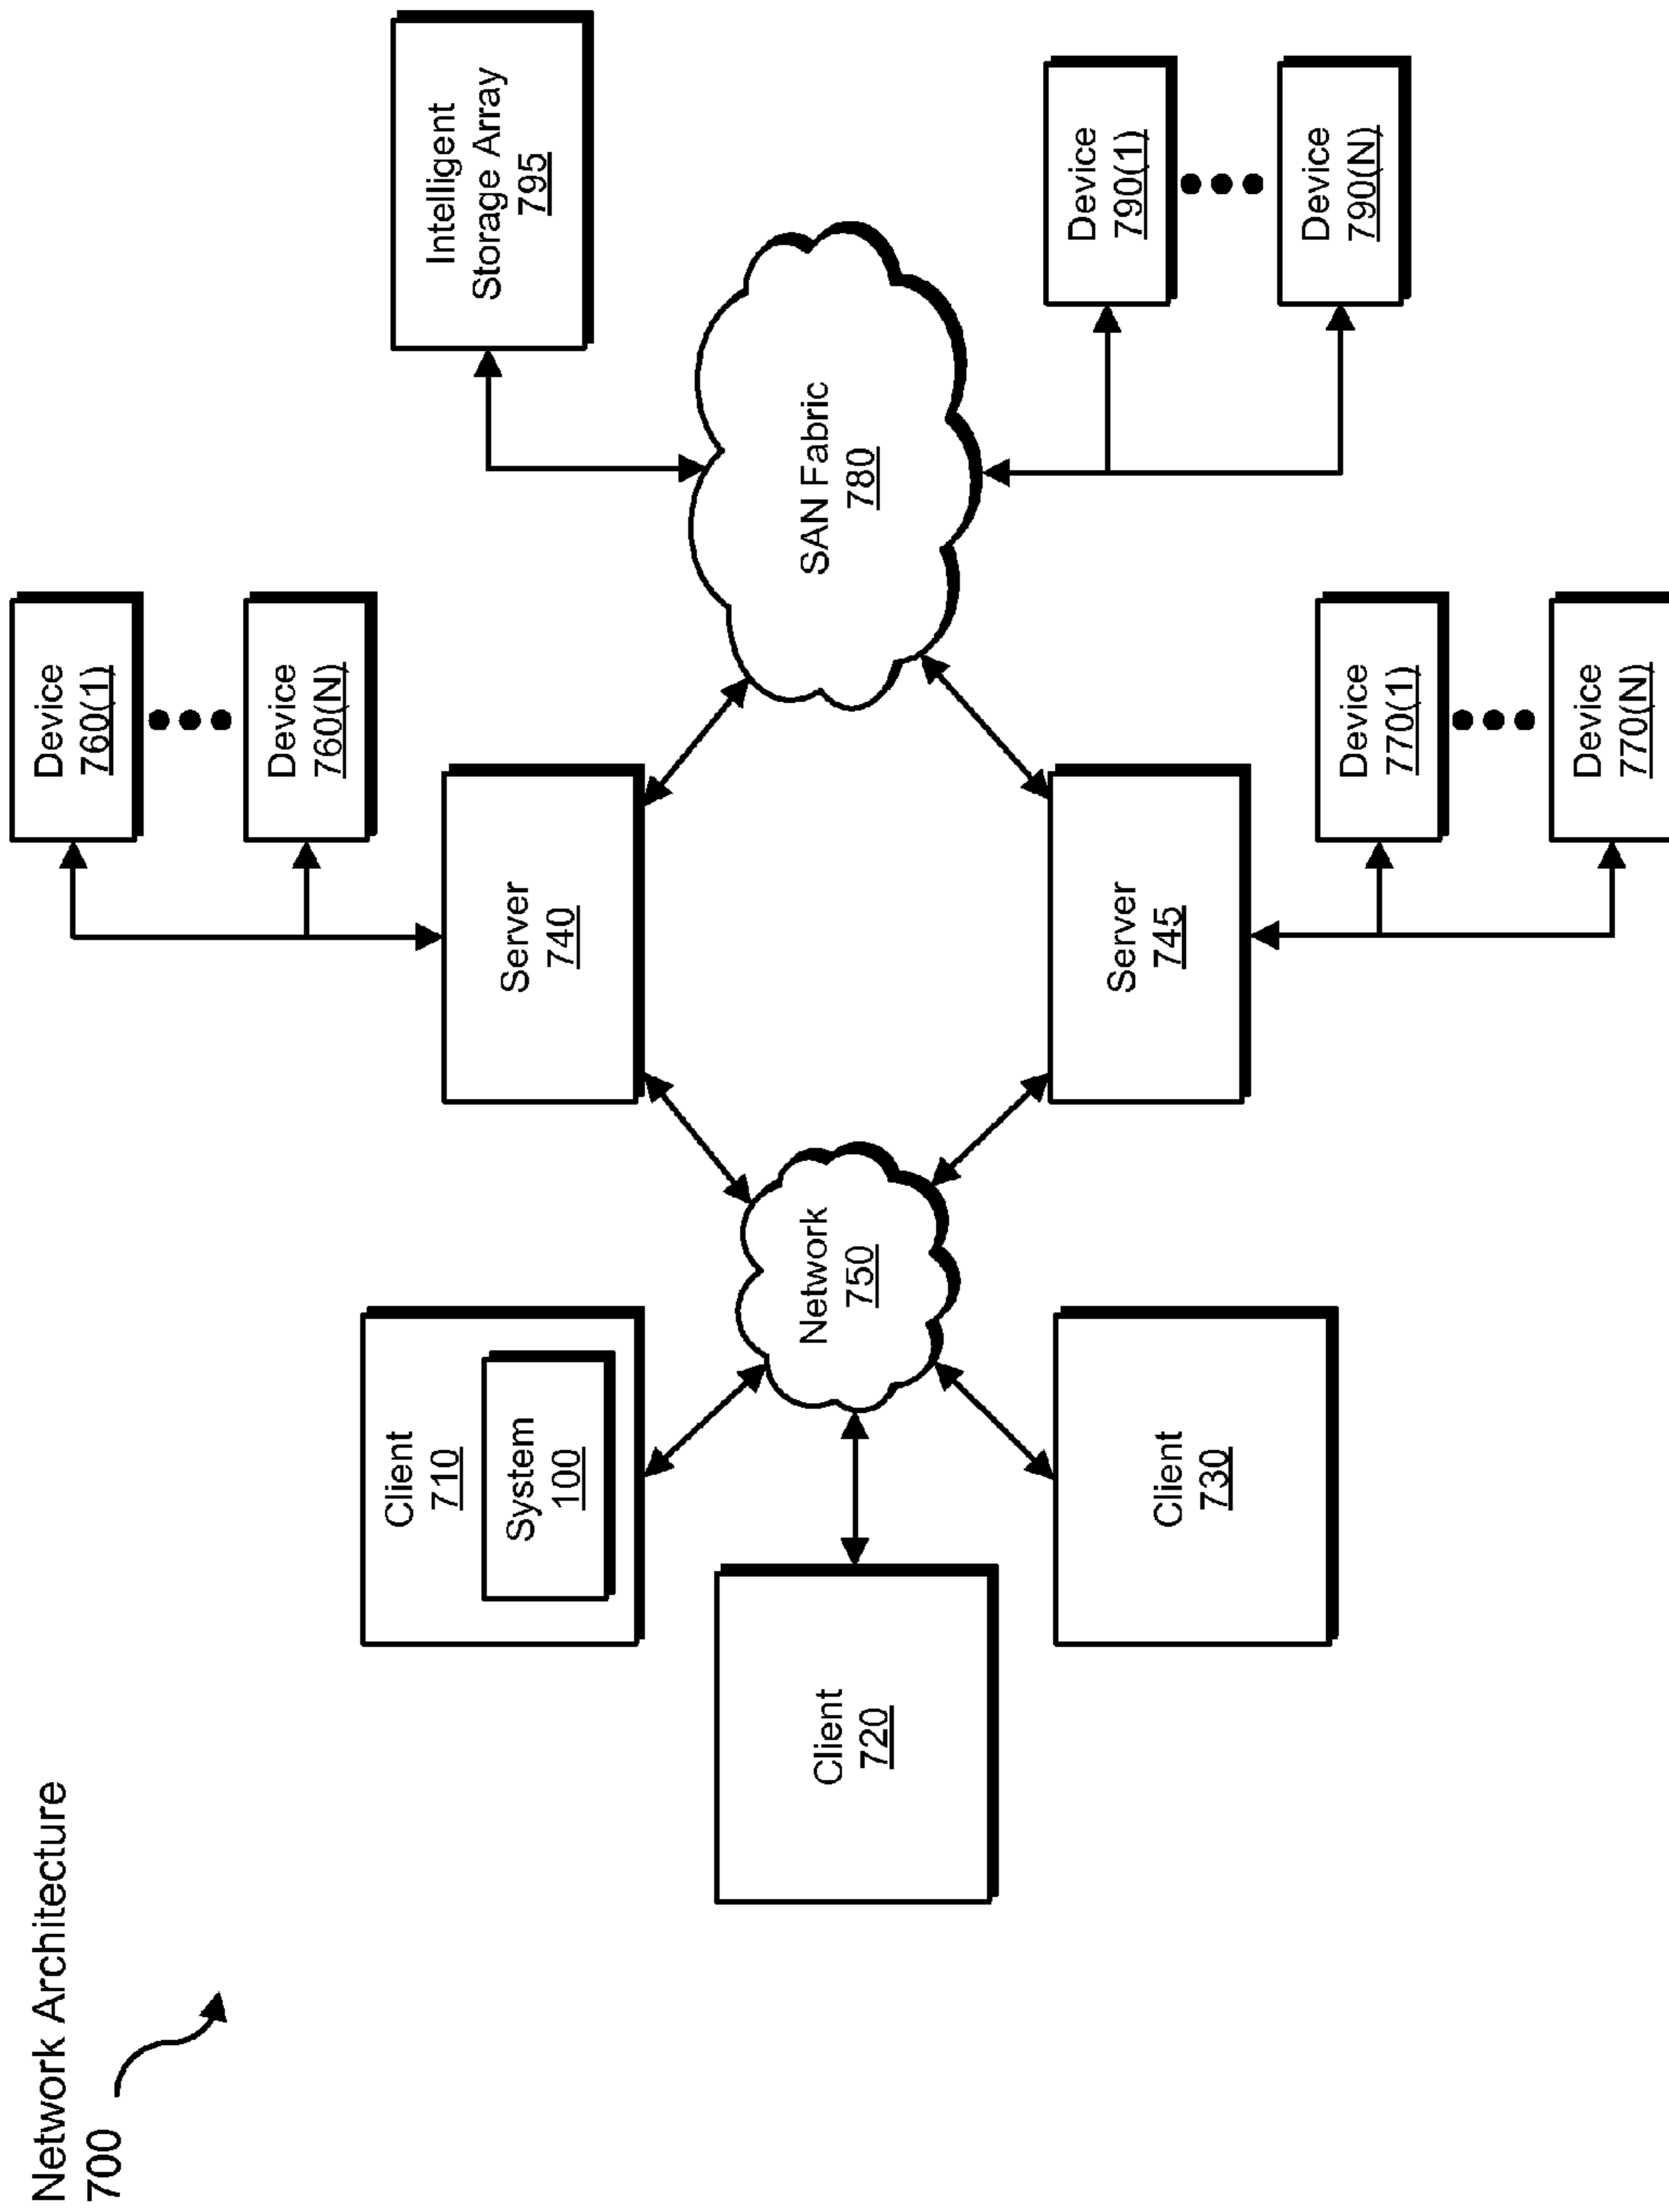 Network Architecture
700
Client
710
System
100
Client
720
Client
730
Network
750
Device
760(1)
Device
760(N)
Server
740
Server
745
Device
770(1)
Device
770(N)
SAN Fabric
780
Intelligent
Storage Array
795
Device
790(1)
Device
790(N)